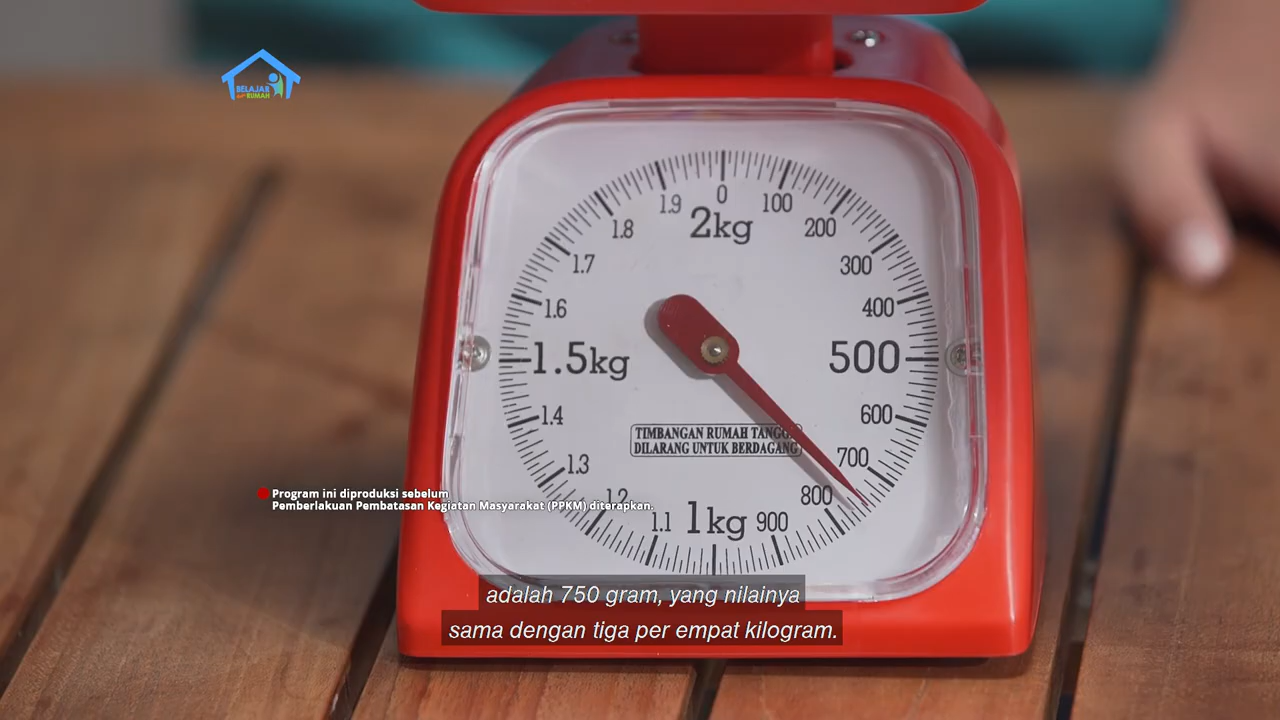 BELAJAR
dari RUMAH
0
1.9
100
2kg
1.8
200
1.7
300
1.6
400
1.5kg
500
1.4
600
TIMBANGAN RUMAH TANGGA
DILARANG UNTUK BERDAGANG
1.3
700
1.2
800
1.1
1kg
900
Program ini diproduksi sebelum
Pemberlakuan Pembatasan Kegiatan Masyarakat (PPKM) diterapkan.
adalah 750 gram, yang nilainya
sama dengan tiga per empat kilogram.